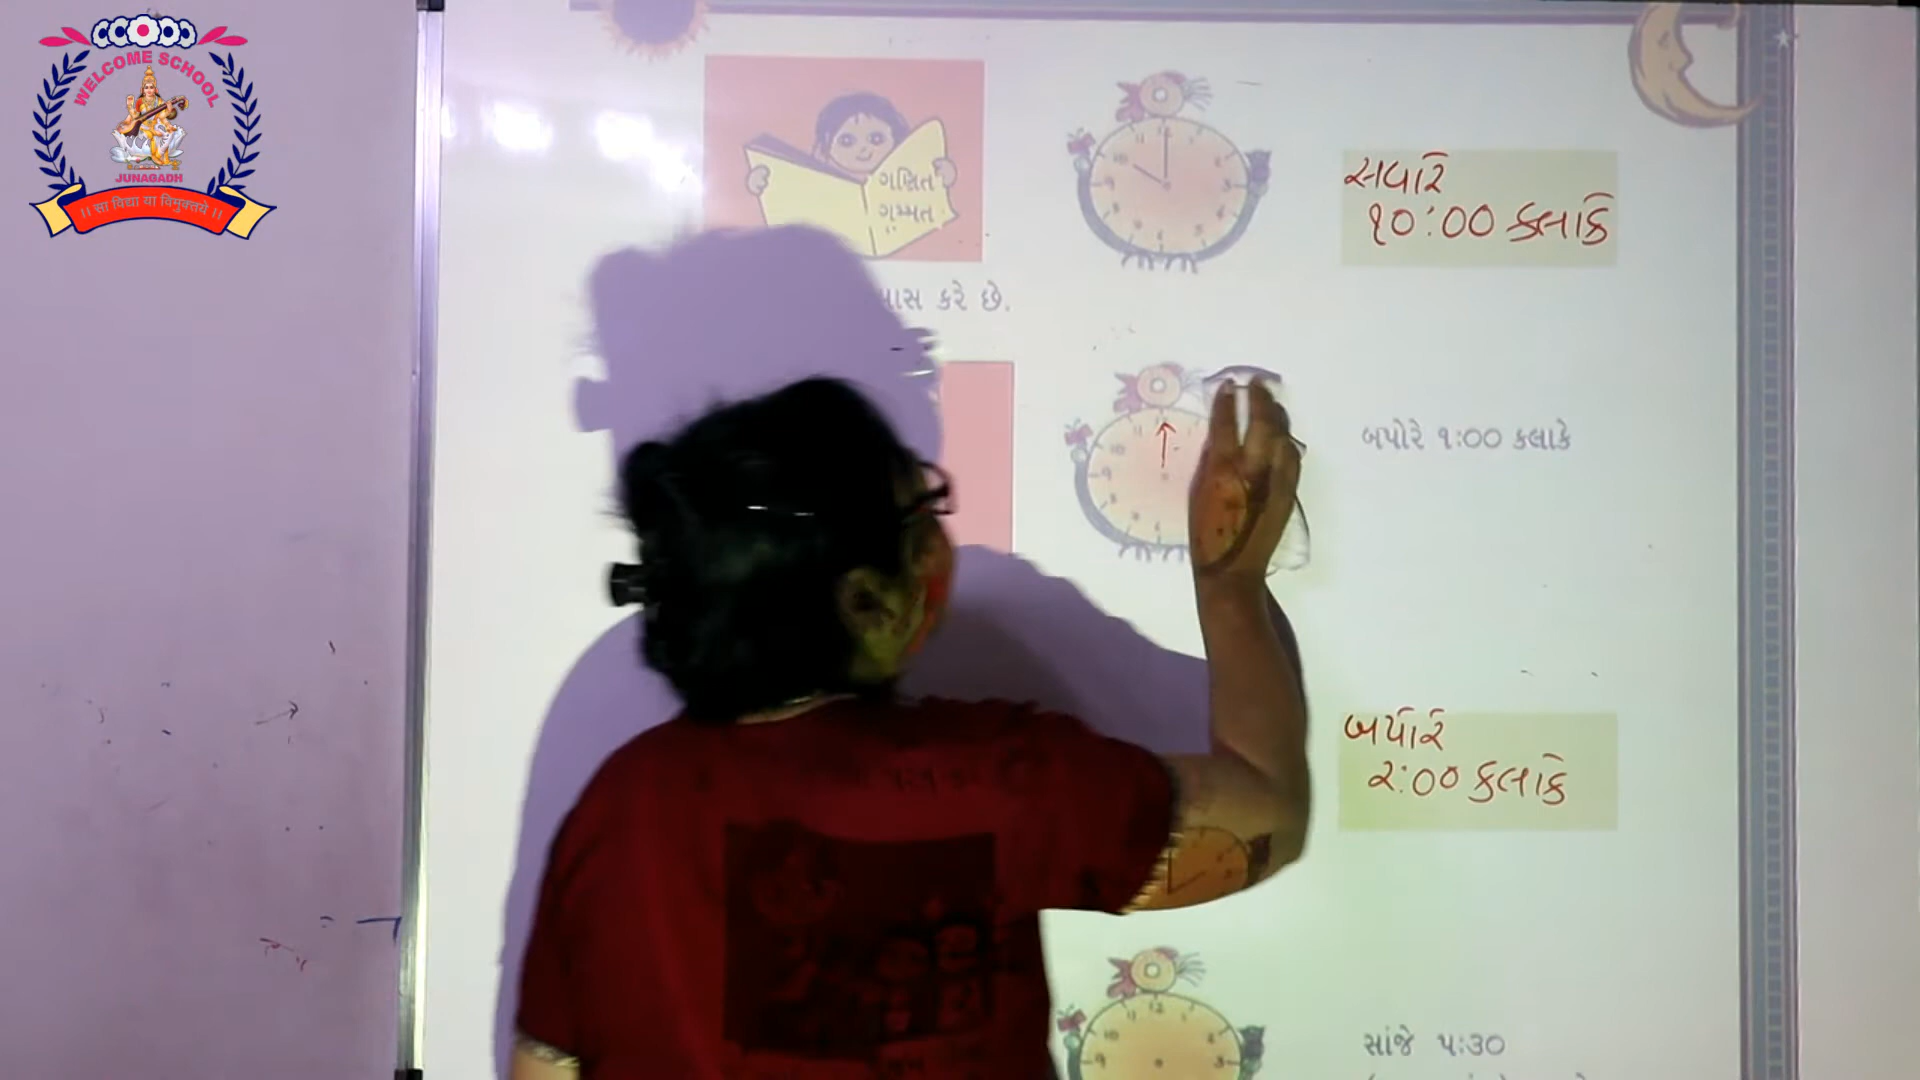 WELCOME SCHOOL
JUNAGADH
।। सा विद्या या विमुक्तये ।।
ગણિત
ગમ્મત
સવારે
૧૦:૦૦ કલાકે
કરે છે.
બપોરે ૧:૦૦ કલાકે
બપોરે
૨:૦૦ કલાકે
સાંજે ૫:૩૦